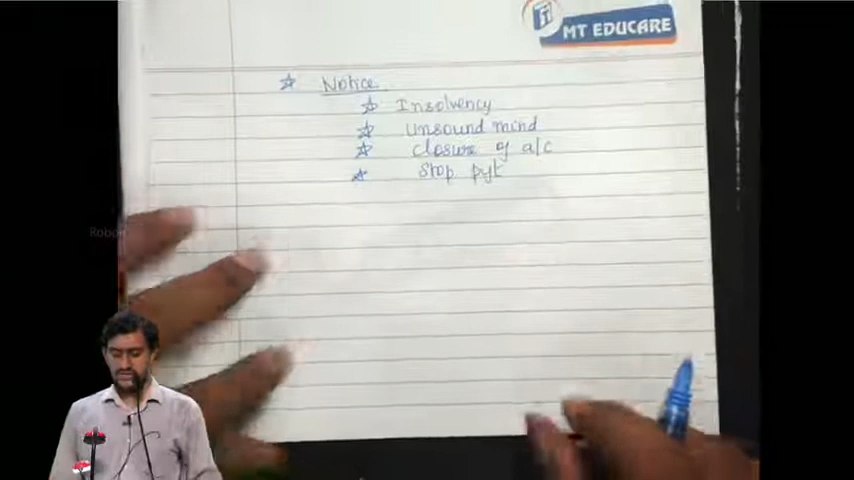 MT EDUCARE
☆ Notice
☆ Insolvency
☆ Unsound mind
☆ closure of a/c
☆ Stop pyt